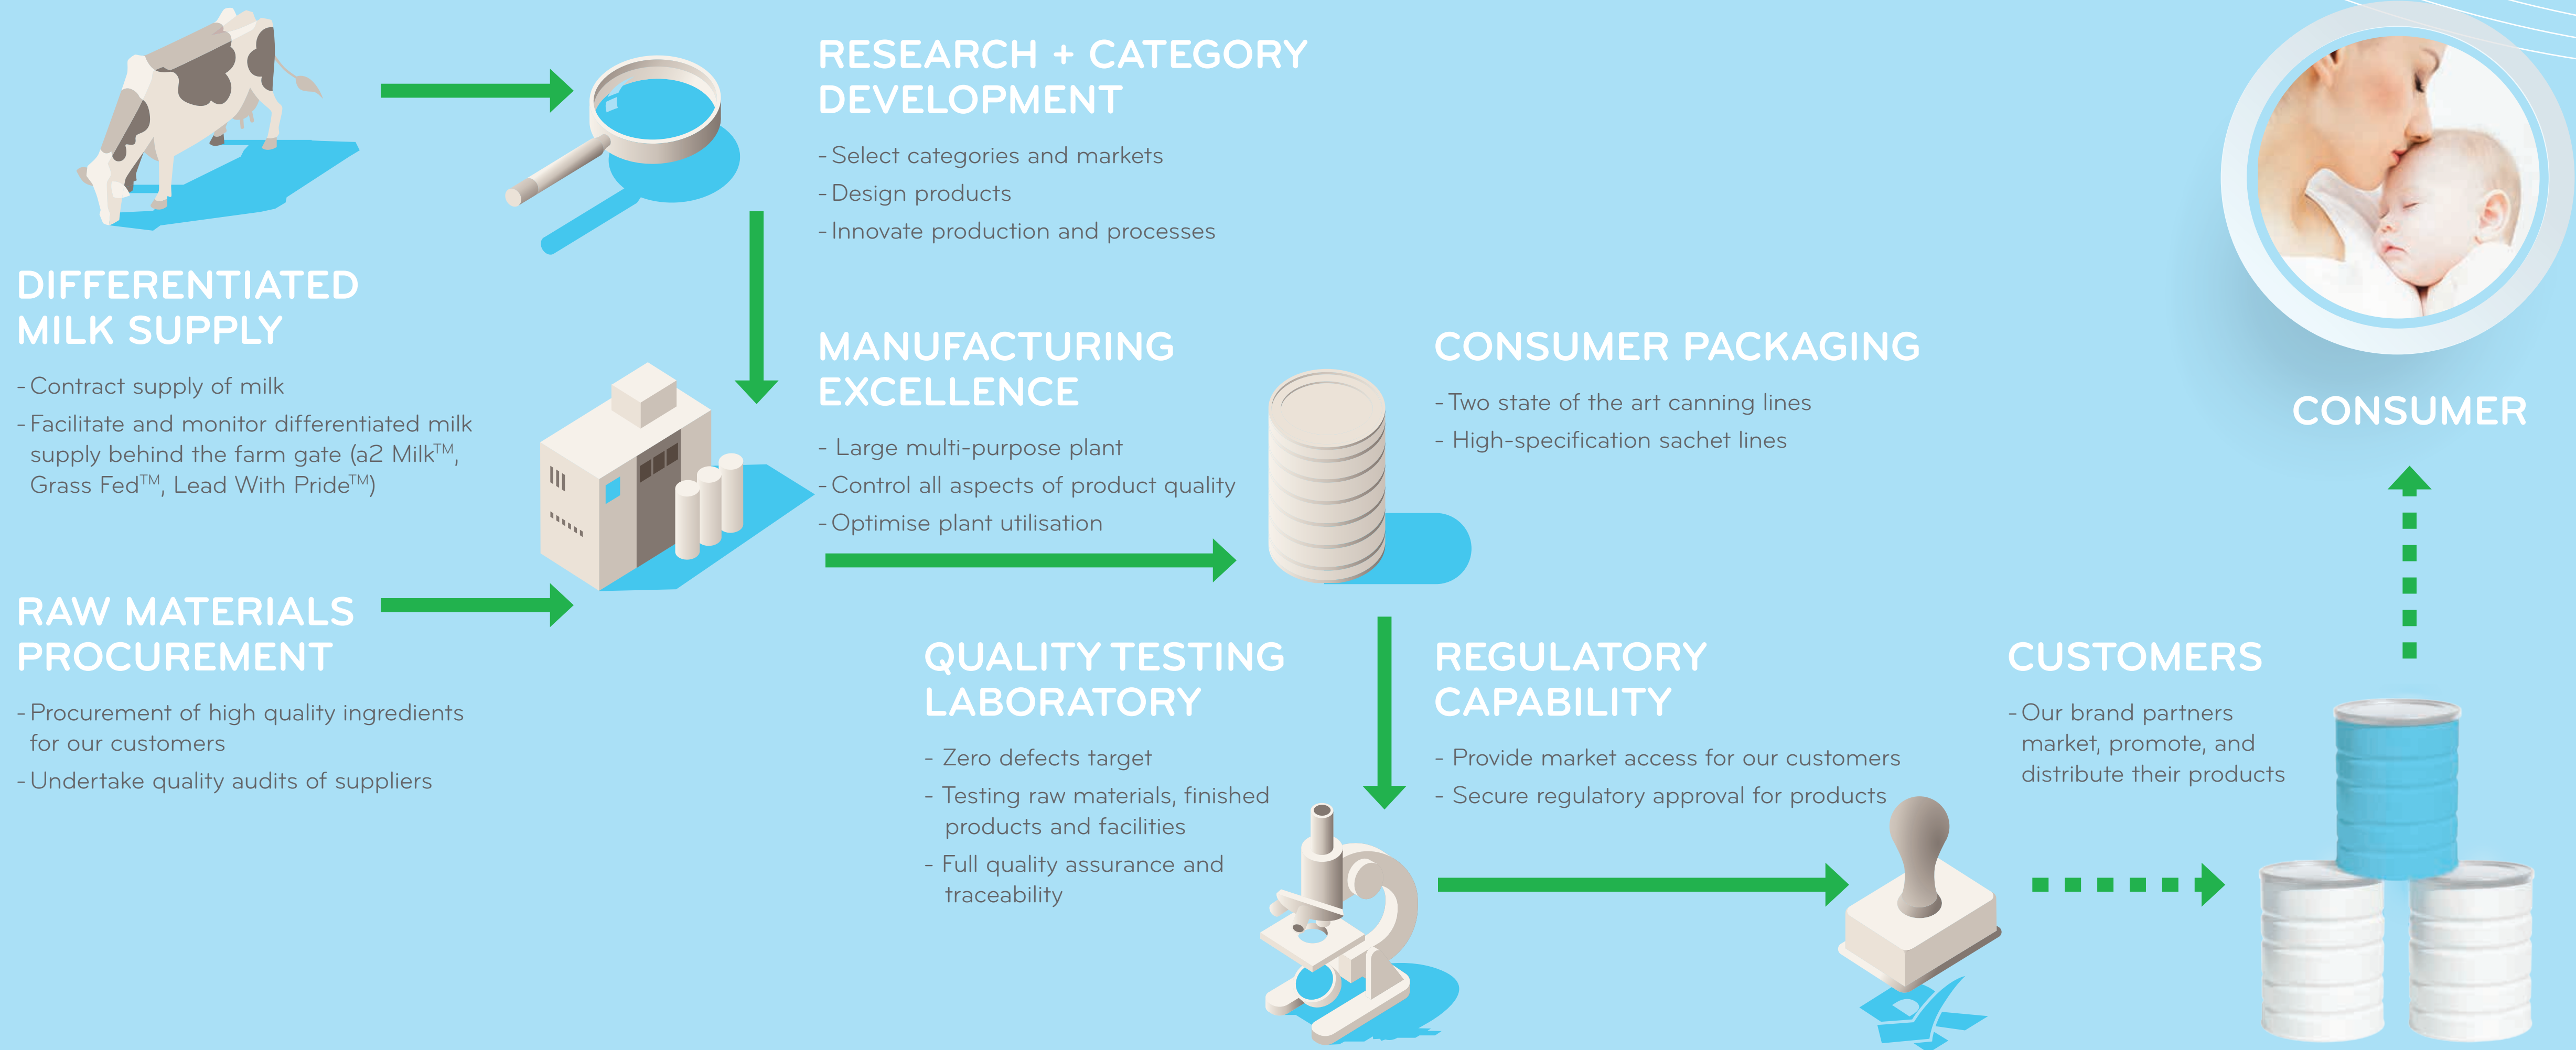 DIFFERENTIATED
MILK SUPPLY
- Contract supply of milk
- Facilitate and monitor differentiated milk
supply behind the farm gate (a2 Milk™,
Grass Fed™, Lead With Pride™)
RAW MATERIALS
PROCUREMENT
- Procurement of high quality ingredients
for our customers
- Undertake quality audits of suppliers
RESEARCH + CATEGORY
DEVELOPMENT
- Select categories and markets
- Design products
- Innovate production and processes
MANUFACTURING
EXCELLENCE
- Large multi-purpose plant
- Control all aspects of product quality
- Optimise plant utilisation
CONSUMER PACKAGING
- Two state of the art canning lines
- High-specification sachet lines
QUALITY TESTING
LABORATORY
- Zero defects target
- Testing raw materials, finished
products and facilities
- Full quality assurance and
traceability
REGULATORY
CAPABILITY
- Provide market access for our customers
- Secure regulatory approval for products
CUSTOMERS
- Our brand partners
market, promote, and
distribute their products
CONSUMER